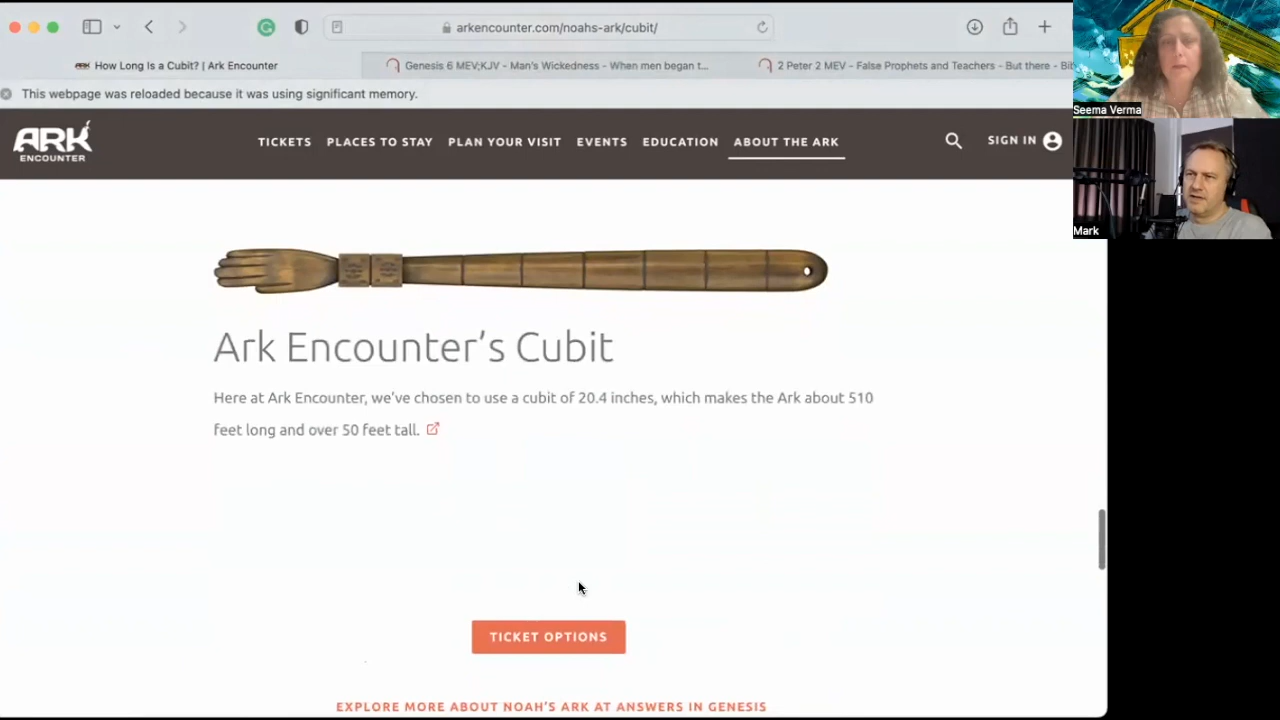 arkencounter.com/noahs-ark/cubit/
How Long Is a Cubit? | Ark Encounter
Genesis 6 MEV;KJV - Man's Wickedness - When men began t...
2 Peter 2 MEV - False Prophets and Teachers - But there - Bi
This webpage was reloaded because it was using significant memory.
ARK
ENCOUNTER
TICKETS PLACES TO STAY PLAN YOUR VISIT EVENTS EDUCATION ABOUT THE ARK
SIGN IN
Seema Verma
Mark
Ark Encounter’s Cubit
Here at Ark Encounter, we’ve chosen to use a cubit of 20.4 inches, which makes the Ark about 510
feet long and over 50 feet tall.
TICKET OPTIONS
EXPLORE MORE ABOUT NOAH’S ARK AT ANSWERS IN GENESIS